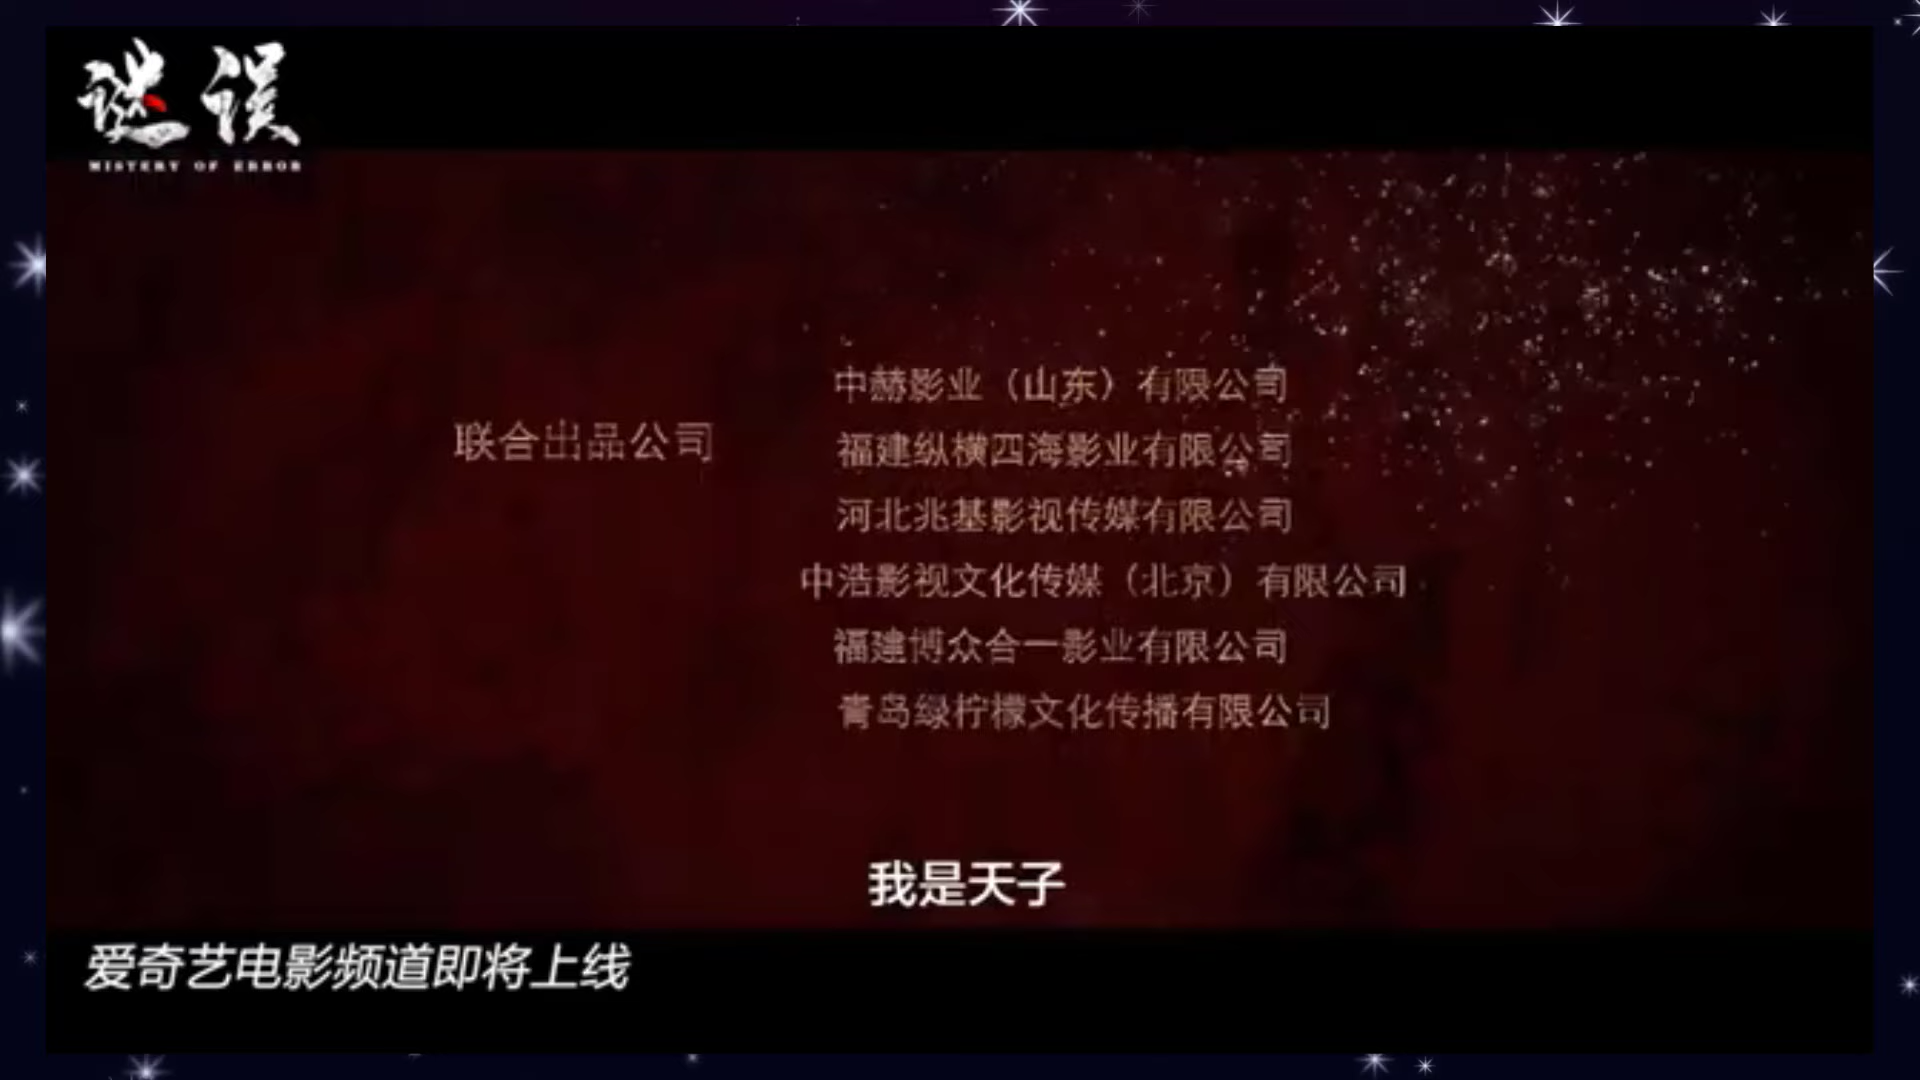 谜误
MISTERY OF ERROR
联合出品公司
中赫影业（山东）有限公司
福建纵横四海影业有限公司
河北兆基影视传媒有限公司
中浩影视文化传媒（北京）有限公司
福建博众合一影业有限公司
青岛绿柠檬文化传播有限公司
我是天子
爱奇艺电影频道即将上线